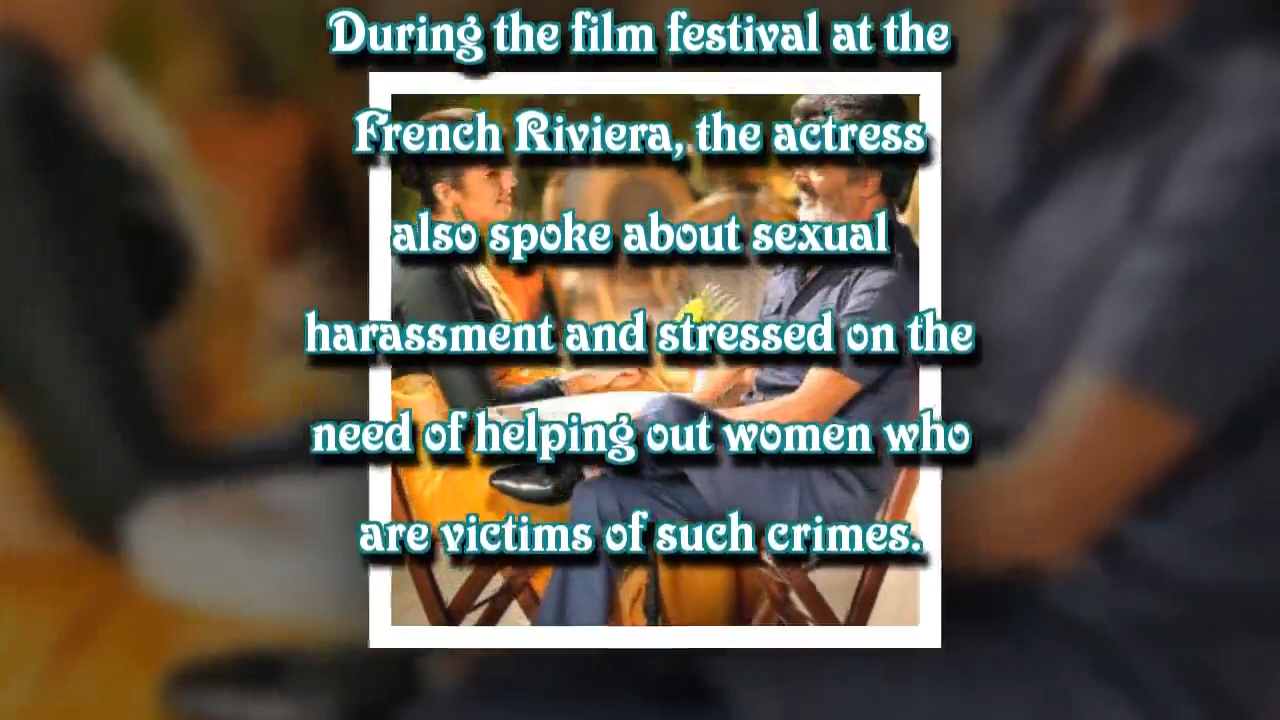 During the film festival at the
French Riviera, the actress
also spoke about sexual
harassment and stressed on the
need of helping out women who
are victims of such crimes.